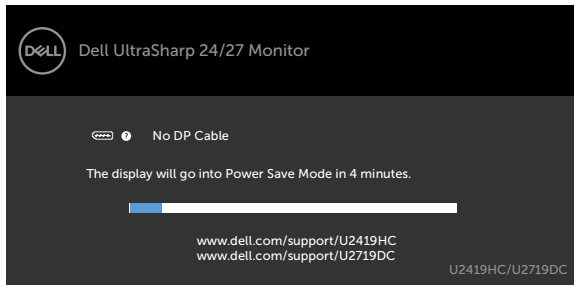 DELL
Dell UltraSharp 24/27 Monitor
? No DP Cable
The display will go into Power Save Mode in 4 minutes.
www.dell.com/support/U2419HC
www.dell.com/support/U2719DC
U2419HC/U2719DC